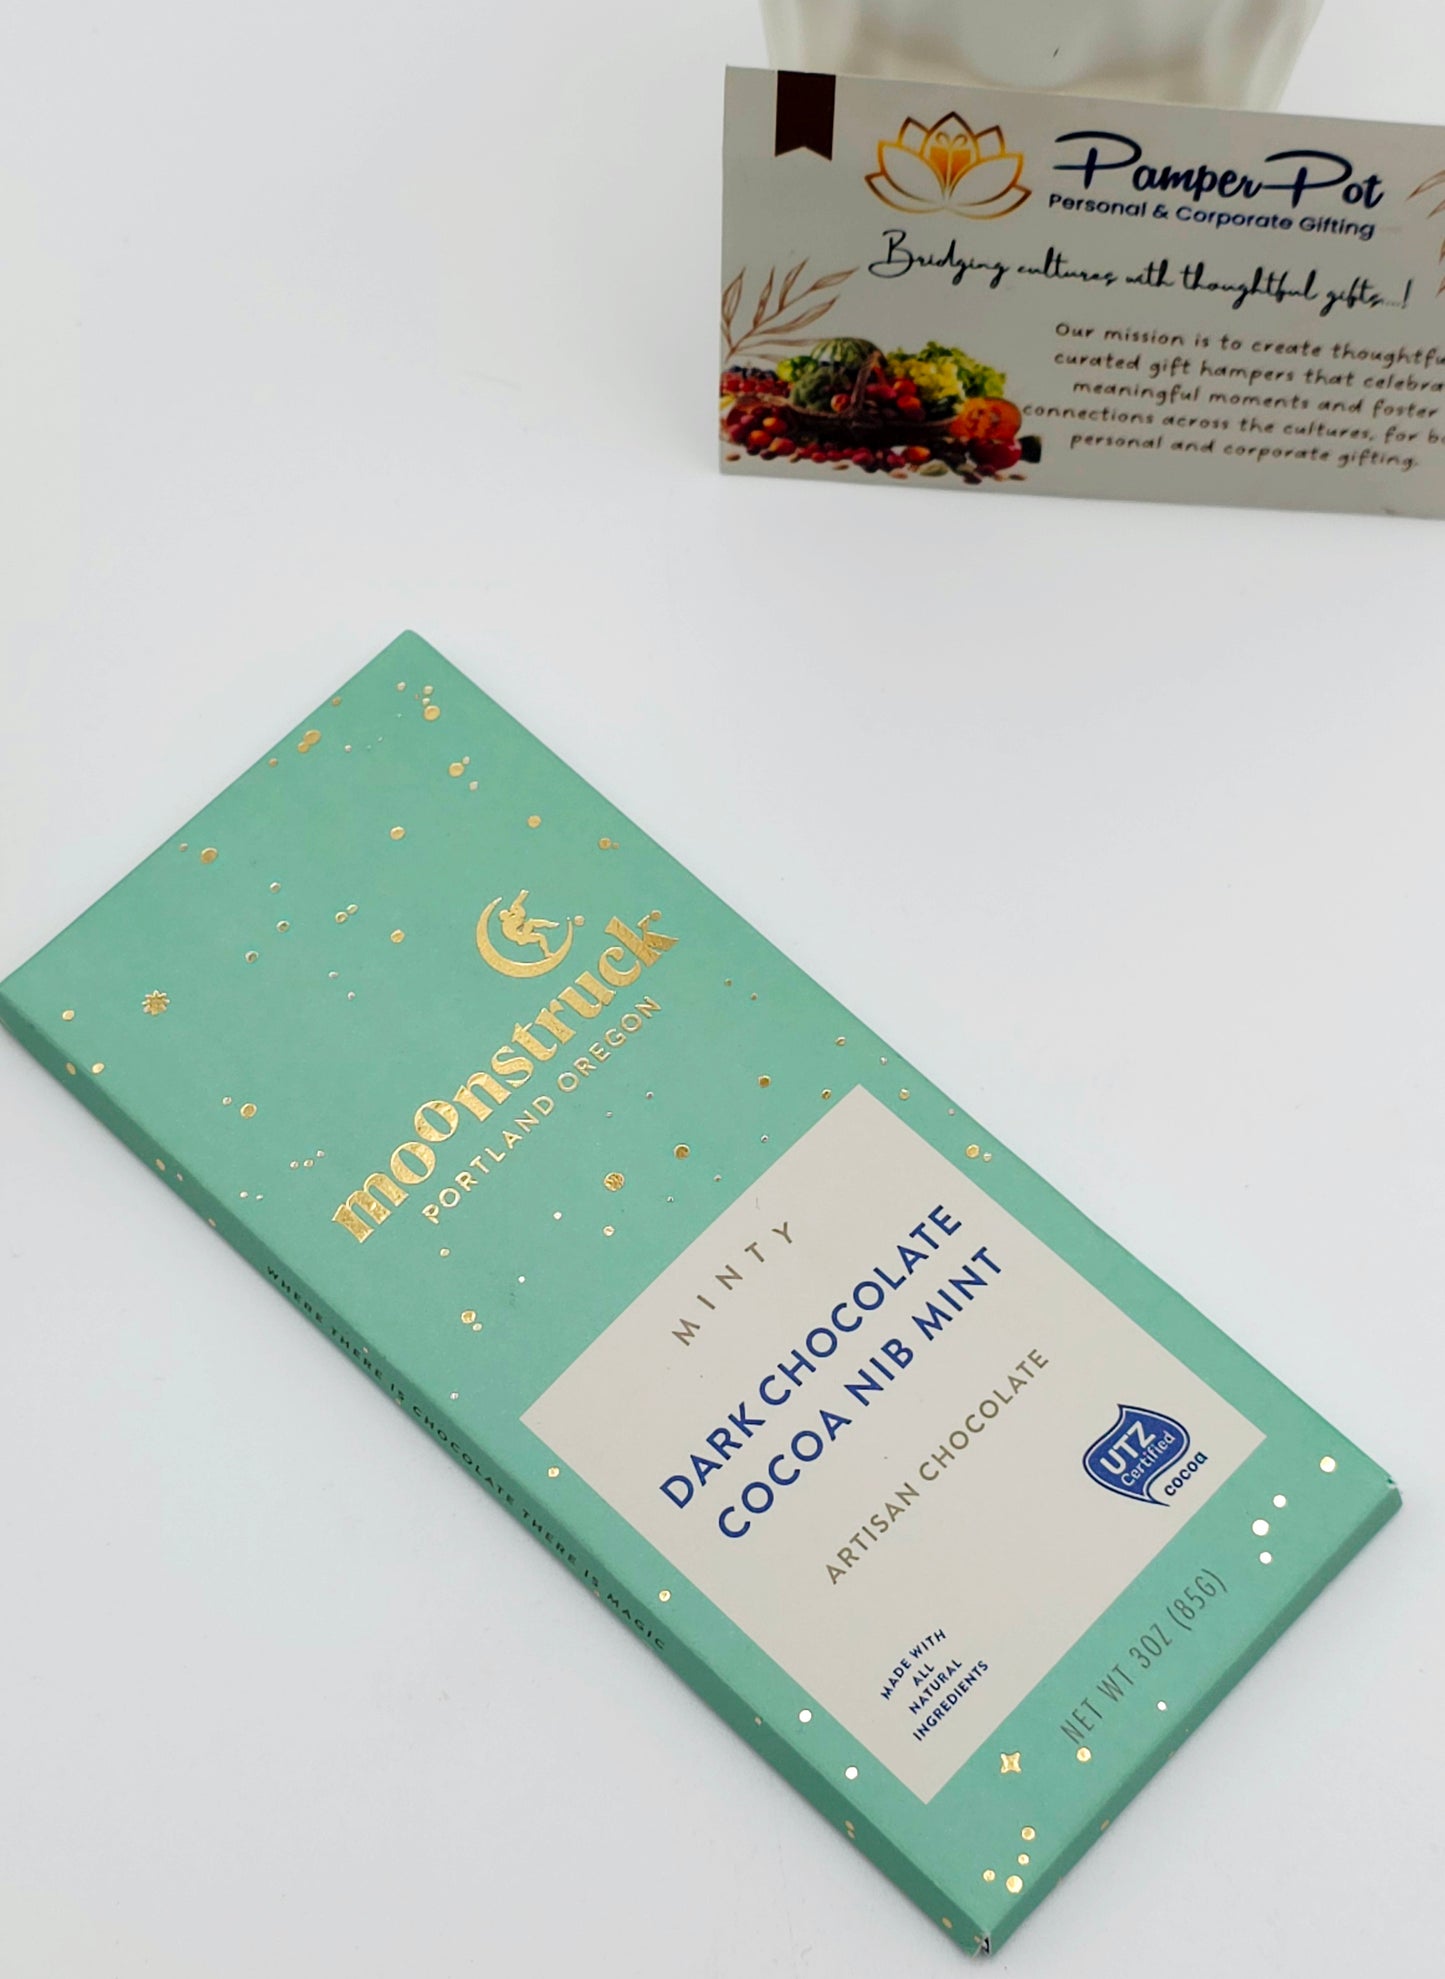 Pamper Pot
Personal & Corporate Gifting
Bridging cultures with thoughtful gifts...!
Our mission is to create
curated gift hampers that
meaningful moments and foster
connections across the cultures, for
personal and corporate gifting.
moonstruck
PORTLAND OREGON
MINTY
DARK CHOCOLATE
COCOA NIB MINT
ARTISAN CHOCOLATE
UTZ
Certified
cocoa
MADE WITH
ALL
NATURAL
INGREDIENTS
NET WT 3OZ (85G)
WHERE THERE IS CHOCOLATE THERE IS MAGIC